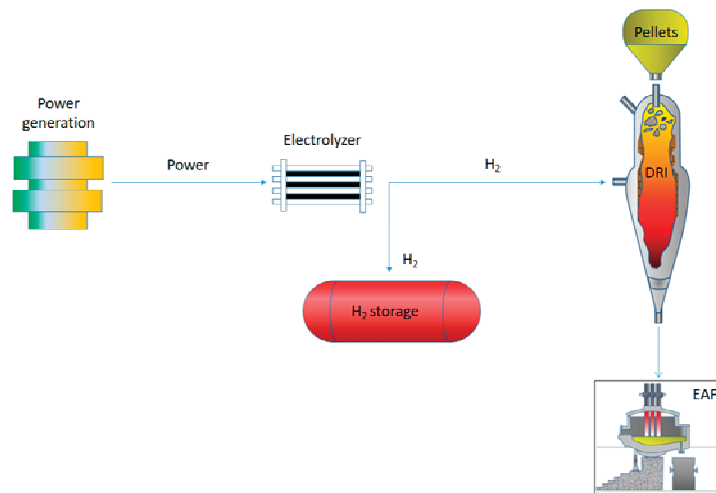 Pellets
Power
generation
Electrolyzer
Power
H₂
DRI
H₂
H₂ storage
EAF